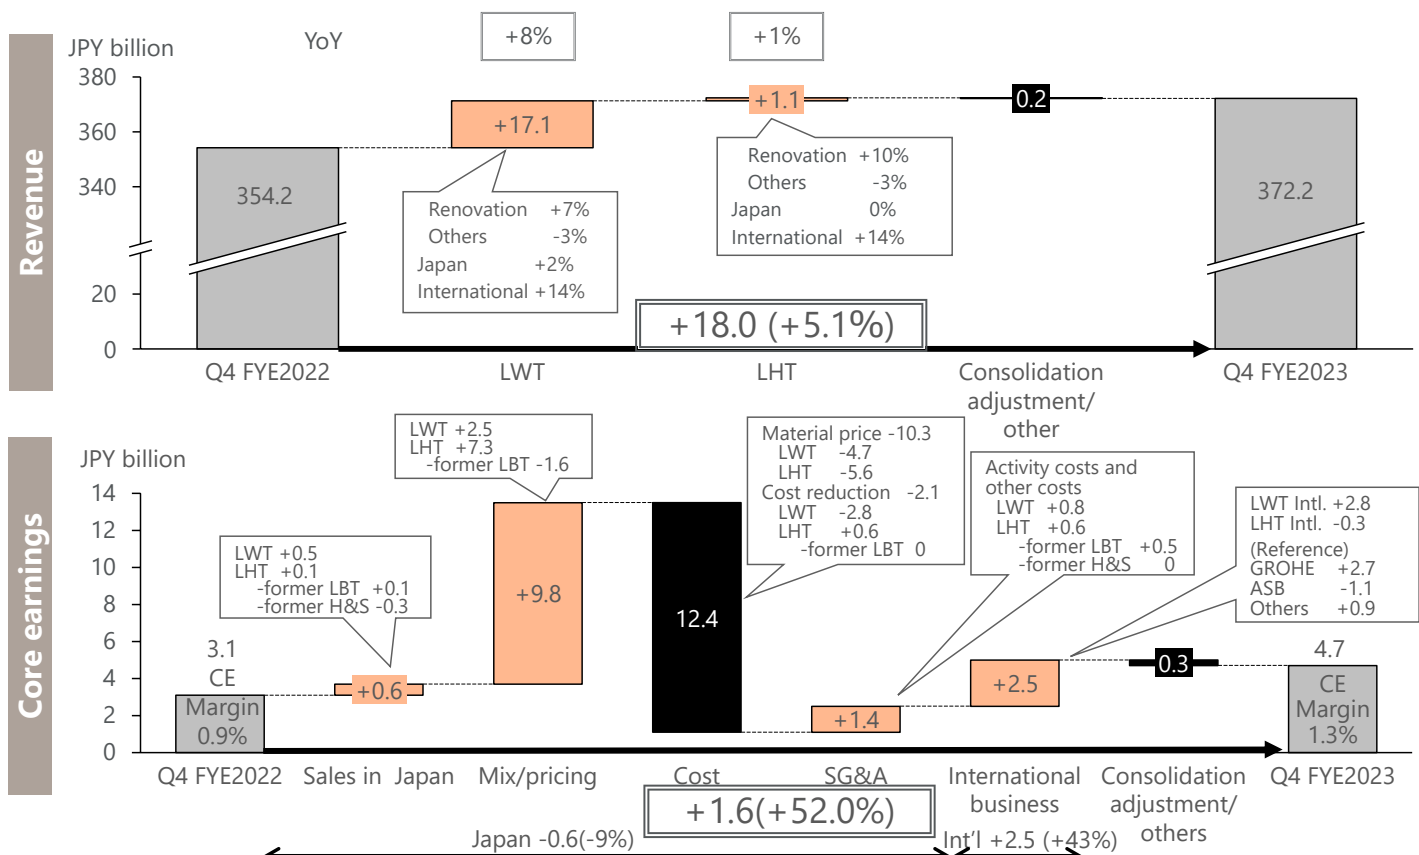 Revenue
JPY billion
YoY
+8%
+1%
380
360
340
20
0
354.2
+17.1
+1.1
0.2
372.2
Renovation +7%
Others -3%
Japan +2%
International +14%
Renovation +10%
Others -3%
Japan 0%
International +14%
+18.0 (+5.1%)
Q4 FYE2022
LWT
LHT
Consolidation
adjustment/
other
Q4 FYE2023
Core earnings
JPY billion
14
12
10
8
6
4
2
0
3.1
CE
Margin
0.9%
LWT +0.5
LHT +0.1
-former LBT +0.1
-former H&S -0.3
+0.6
LWT +2.5
LHT +7.3
-former LBT -1.6
+9.8
Material price -10.3
LWT -4.7
LHT -5.6
Cost reduction -2.1
LWT -2.8
LHT +0.6
-former LBT 0
12.4
Activity costs and
other costs
LWT +0.8
LHT +0.6
-former LBT +0.5
-former H&S 0
+1.4
LWT Intl. +2.8
LHT Intl. -0.3
(Reference)
GROHE +2.7
ASB -1.1
Others +0.9
+2.5
0.3
4.7
CE
Margin
1.3%
Q4 FYE2022
Sales in Japan
Mix/pricing
Cost
SG&A
International
business
Consolidation
adjustment/
others
Q4 FYE2023
+1.6(+52.0%)
Japan -0.6(-9%)
Int'l +2.5 (+43%)